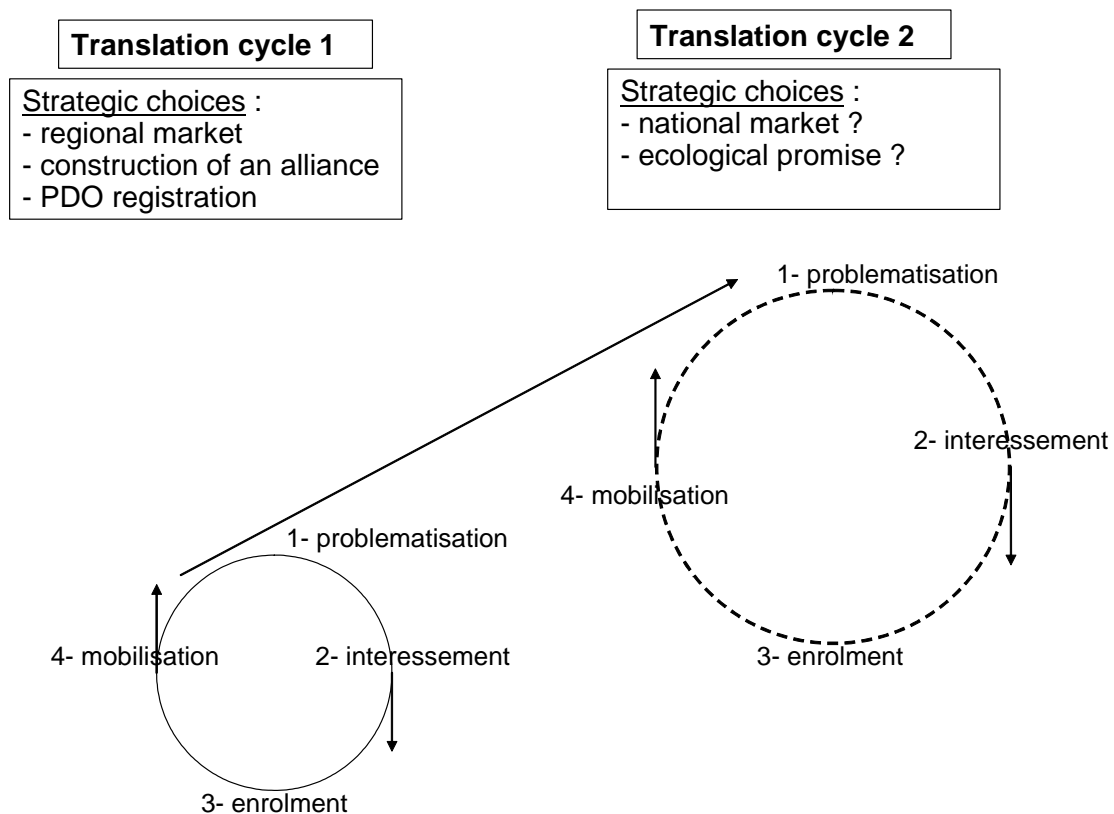 Translation cycle 1
Strategic choices :
- regional market
- construction of an alliance
- PDO registration
Translation cycle 2
Strategic choices :
- national market ?
- ecological promise ?
1- problematisation
2- interessement
4- mobilisation
3- enrolment
1- problematisation
4- mobilisation
2- interessement
3- enrolment